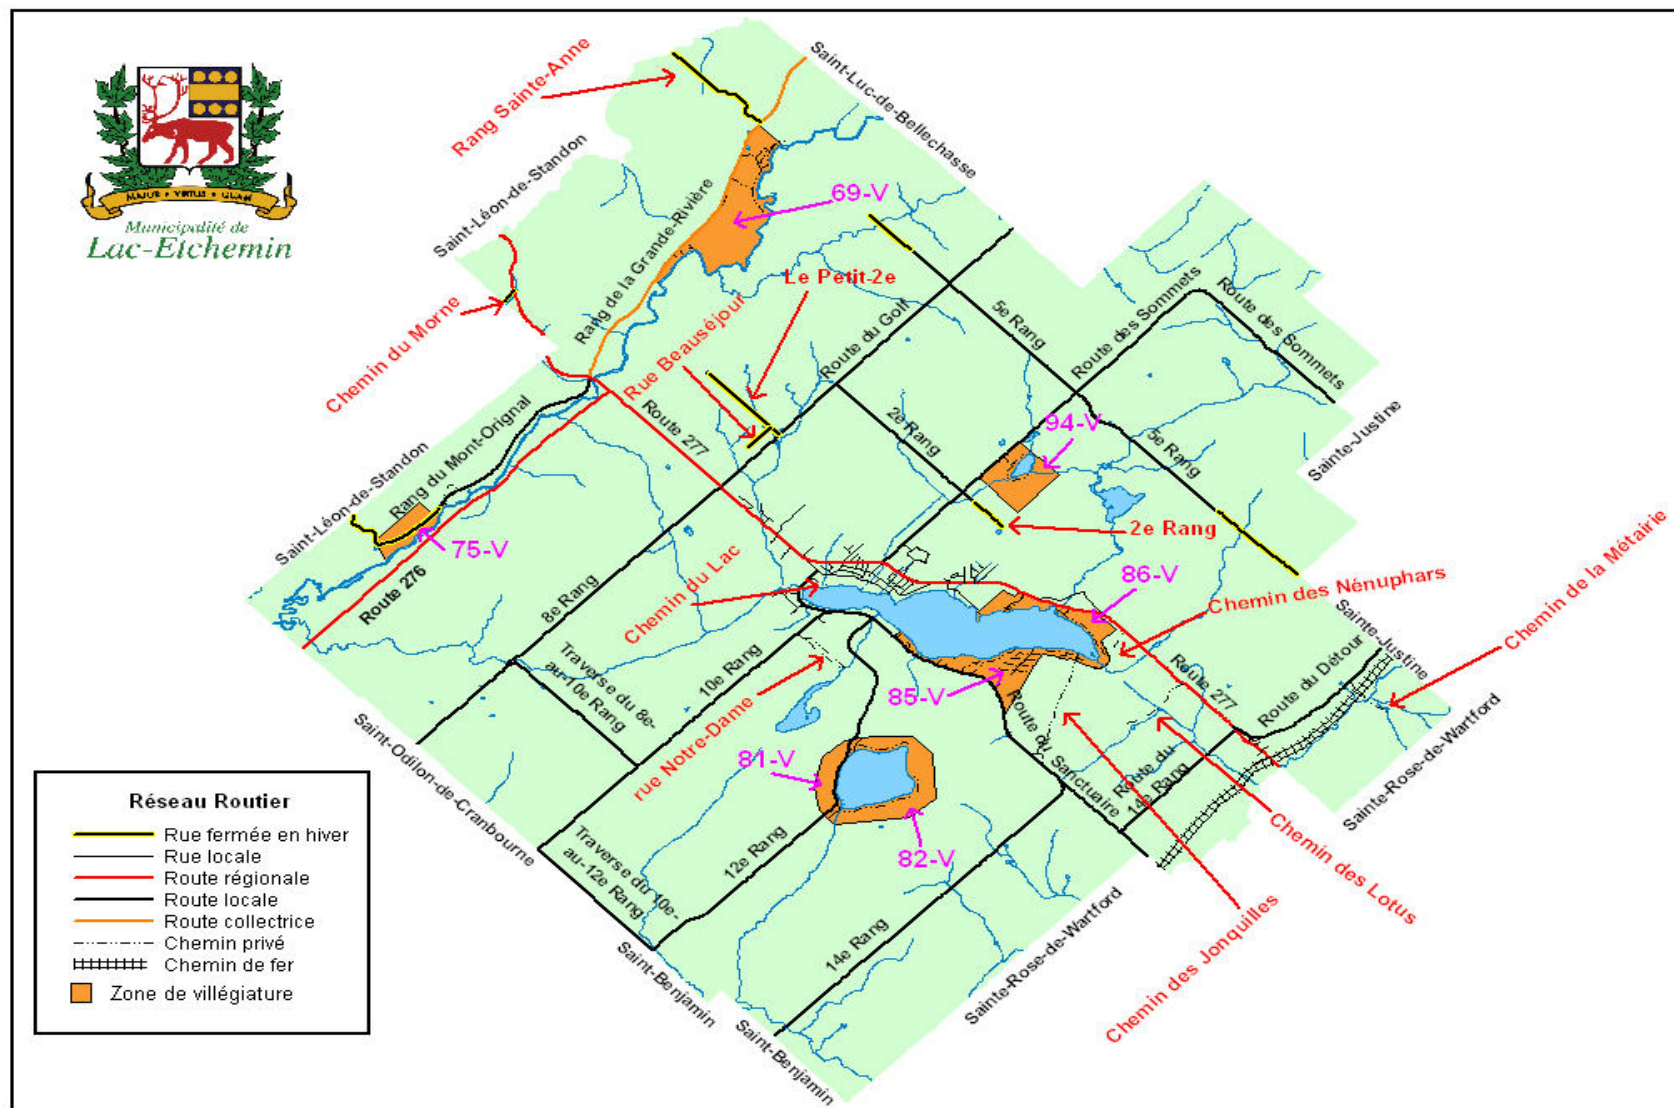 MAJOR • VIRTUS • QUAM
Municipalité de
Lac-Etchemin
Rang Sainte-Anne
Saint-Luc-de-Bellechasse
Saint-Léon-de-Standon
69-V
Rang de la Grande-Rivière
Le Petit-2e
Chemin du Morne
Rue Beauséjour
Route du Golf
5e Rang
Route des Sommets
Route des Sommets
Route 277
2e Rang
94-V
5e Rang
Sainte-Justine
Saint-Léon-de-Standon
Rang du Mont-Orignal
75-V
2e Rang
Route 276
8e Rang
Chemin du Lac
86-V
Chemin des Nénuphars
Chemin de la Métairie
Sainte-Justine
Traverse du 8e-
au-10e Rang
10e Rang
85-V
Route 277
Route du Détour
rue Notre-Dame
Route du Sanctuaire
Route du
14e Rang
Sainte-Rose-de-Wartford
Saint-Odilon-de-Cranbourne
81-V
82-V
12e Rang
Chemin des Lotus
Chemin des Jonquilles
Traverse du 10e-
au-12e Rang
14e Rang
Sainte-Rose-de-Wartford
Saint-Benjamin
Saint-Benjamin
Réseau Routier
Rue fermée en hiver
Rue locale
Route régionale
Route locale
Route collectrice
Chemin privé
Chemin de fer
Zone de villégiature